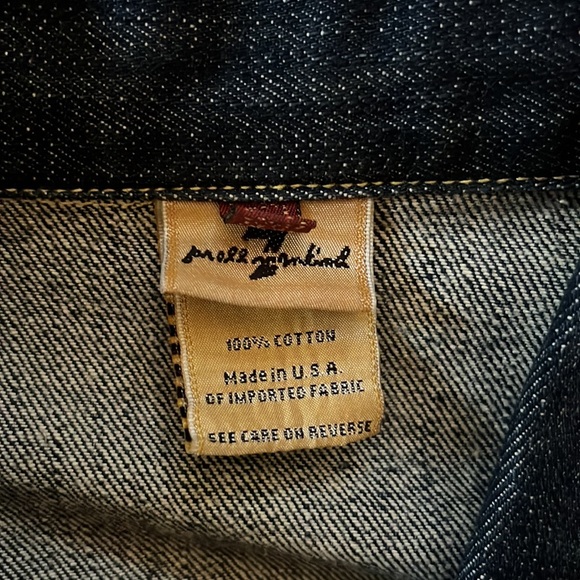 7
for all mankind
100% COTTON
Made in U.S.A.
OF IMPORTED FABRIC
SEE CARE ON REVERSE